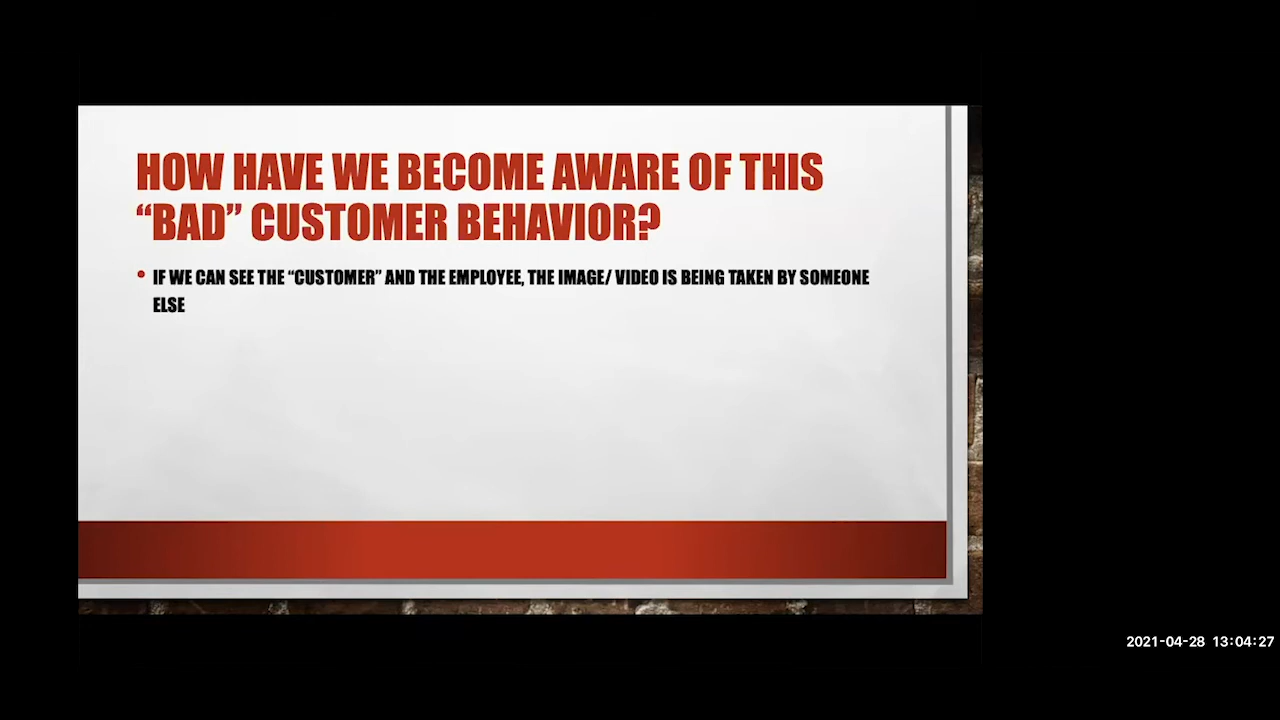 HOW HAVE WE BECOME AWARE OF THIS
“BAD” CUSTOMER BEHAVIOR?
• IF WE CAN SEE THE “CUSTOMER” AND THE EMPLOYEE, THE IMAGE/ VIDEO IS BEING TAKEN BY SOMEONE
ELSE
2021-04-28 13:04:27